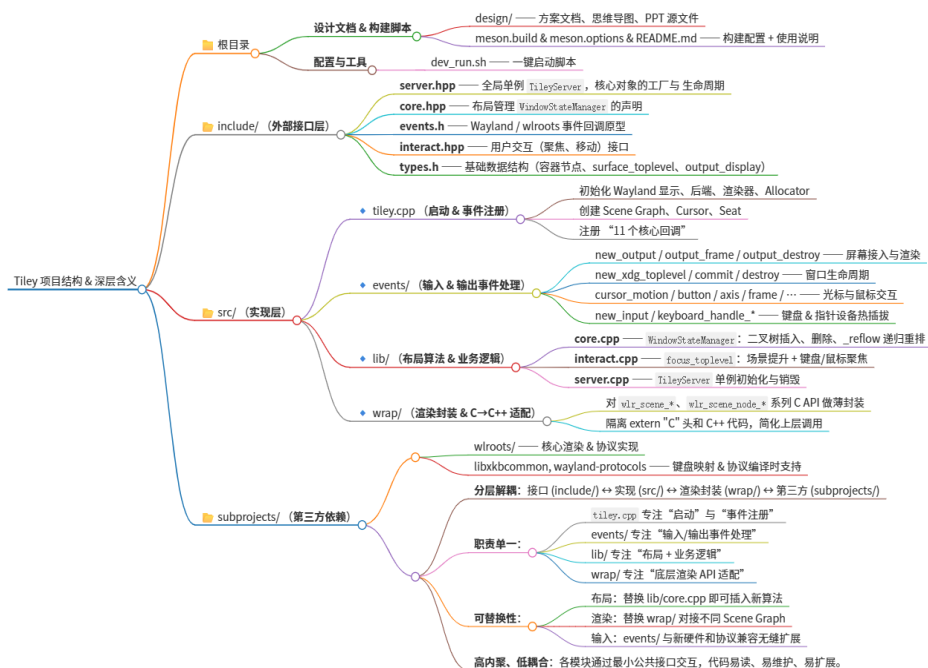 Tiley 项目结构 & 深层含义
根目录
设计文档 & 构建脚本
design/ —— 方案文档、思维导图、PPT 源文件
meson.build & meson.options & README.md —— 构建配置 + 使用说明
配置与工具
dev_run.sh —— 一键启动脚本
include/ （外部接口层）
server.hpp —— 全局单例 TileyServer，核心对象的工厂与 生命周期
core.hpp —— 布局管理 WindowStateManager 的声明
events.h —— Wayland / wlroots 事件回调原型
interact.hpp —— 用户交互（聚焦、移动）接口
types.h —— 基础数据结构（容器节点、surface_toplevel、output_display）
src/ （实现层）
tiley.cpp （启动 & 事件注册）
初始化 Wayland 显示、后端、渲染器、Allocator
创建 Scene Graph、Cursor、Seat
注册 “11 个核心回调”
events/ （输入 & 输出事件处理）
new_output / output_frame / output_destroy —— 屏幕接入与渲染
new_xdg_toplevel / commit / destroy —— 窗口生命周期
cursor_motion / button / axis / frame / … —— 光标与鼠标交互
new_input / keyboard_handle_* —— 键盘 & 指针设备热插拔
lib/ （布局算法 & 业务逻辑）
core.cpp —— WindowStateManager：二叉树插入、删除、_reflow 递归重排
interact.cpp —— focus_toplevel：场景提升 + 键盘/鼠标聚焦
server.cpp —— TileyServer 单例初始化与销毁
wrap/ （渲染封装 & C→C++ 适配）
对 wlr_scene_*、wlr_scene_node_* 系列 C API 做薄封装
隔离 extern "C" 头和 C++ 代码，简化上层调用
subprojects/ （第三方依赖）
wlroots/ —— 核心渲染 & 协议实现
libxkbcommon, wayland-protocols —— 键盘映射 & 协议编译时支持
分层解耦：接口 (include/) ↔ 实现 (src/) ↔ 渲染封装 (wrap/) ↔ 第三方 (subprojects/)
职责单一：
tiley.cpp 专注“启动”与“事件注册”
events/ 专注“输入/输出事件处理”
lib/ 专注“布局 + 业务逻辑”
wrap/ 专注“底层渲染 API 适配”
可替换性：
布局：替换 lib/core.cpp 即可插入新算法
渲染：替换 wrap/ 对接不同 Scene Graph
输入：events/ 与新硬件和协议兼容无缝扩展
高内聚、低耦合：各模块通过最小公共接口交互，代码易读、易维护、易扩展。